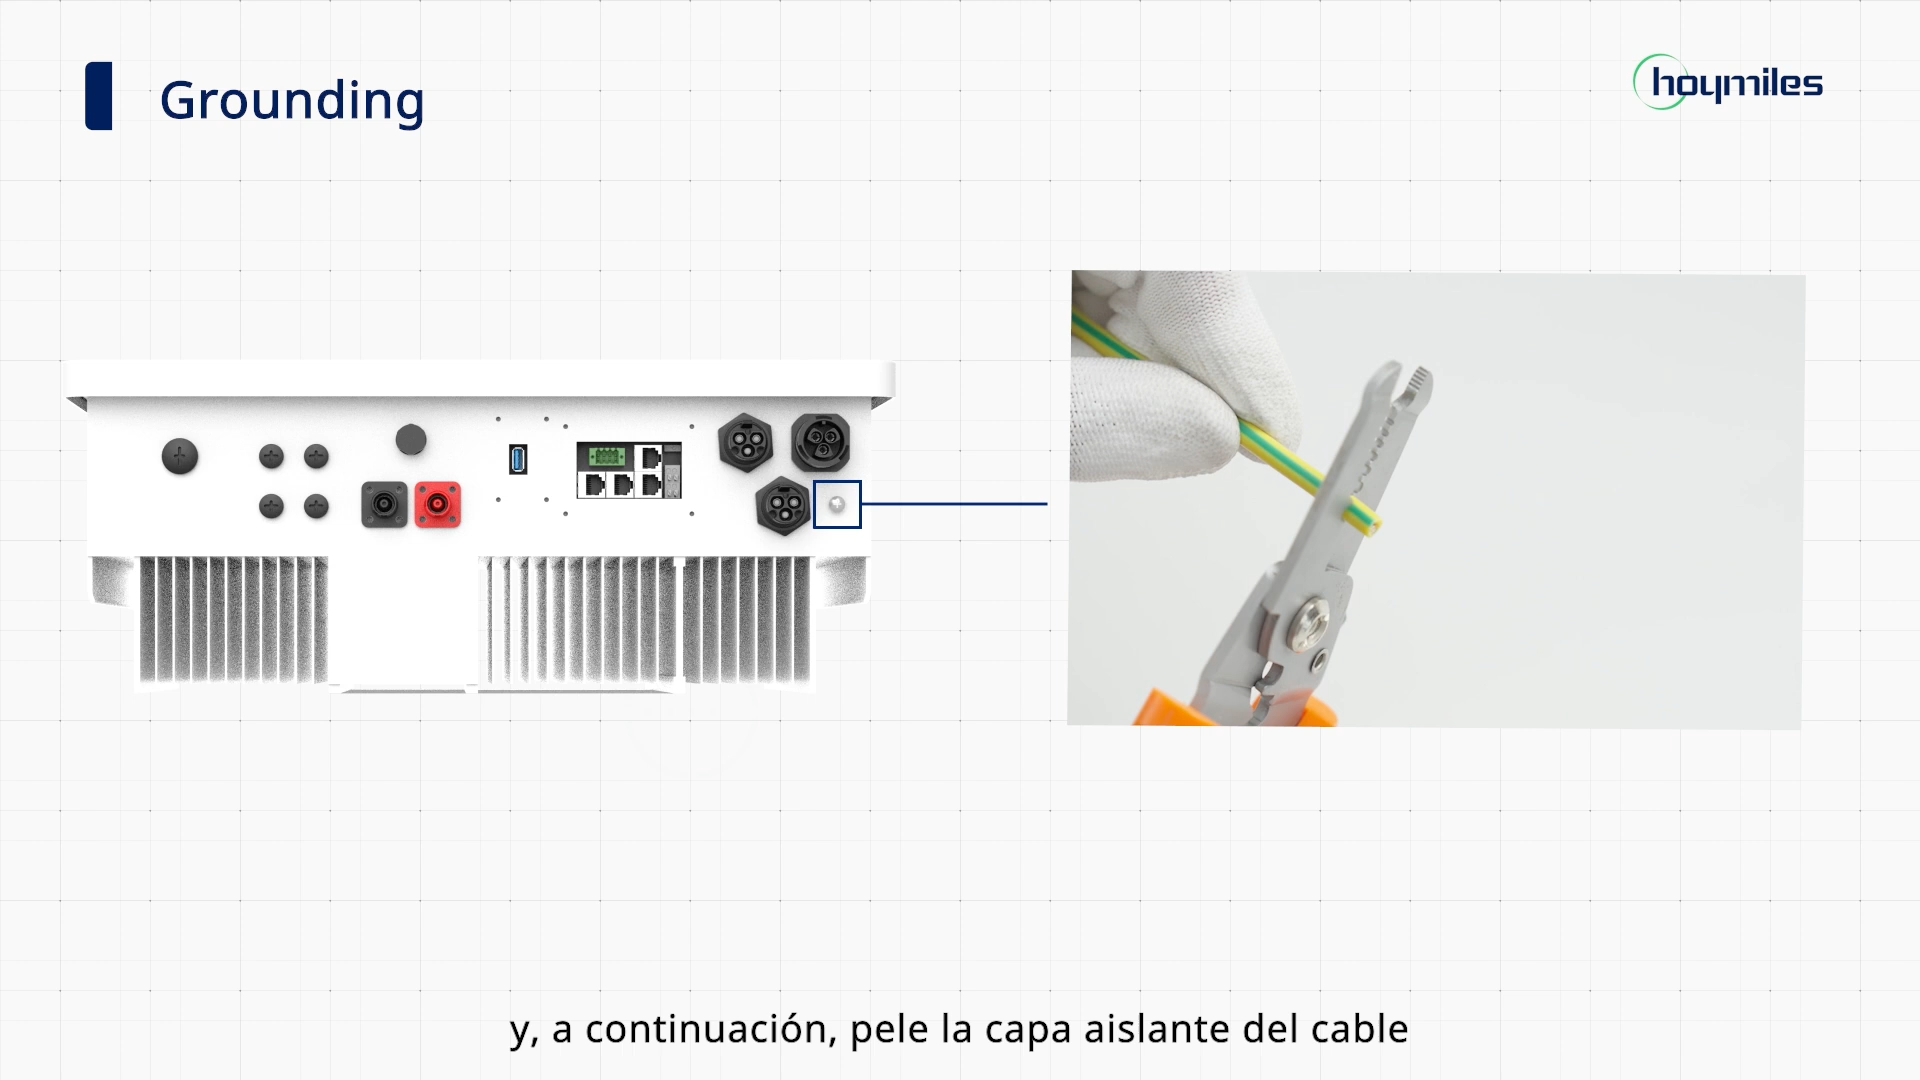 Grounding
hoymiles
y, a continuación, pele la capa aislante del cable